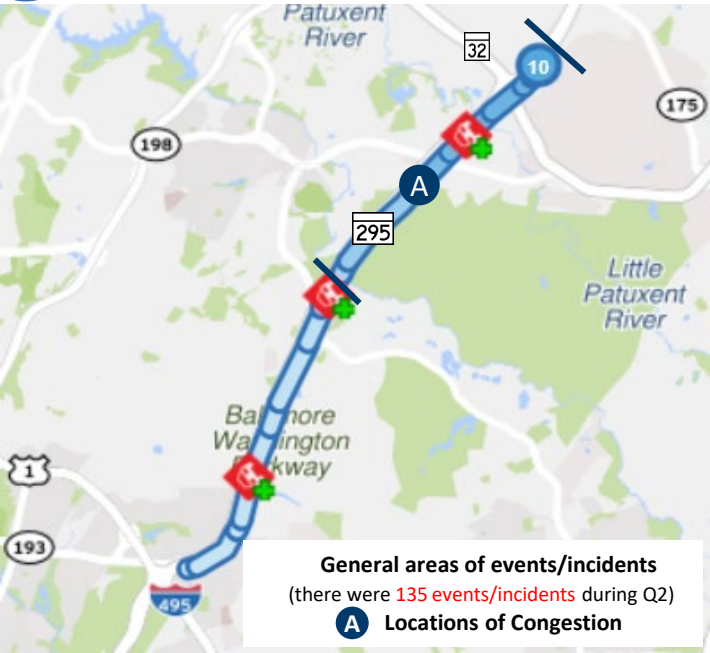 Patuxent
River
32
10
175
198
A
295
Little
Patuxent
River
Baltimore
Washington
Parkway
1
193
495
General areas of events/incidents
(there were 135 events/incidents during Q2)
A Locations of Congestion